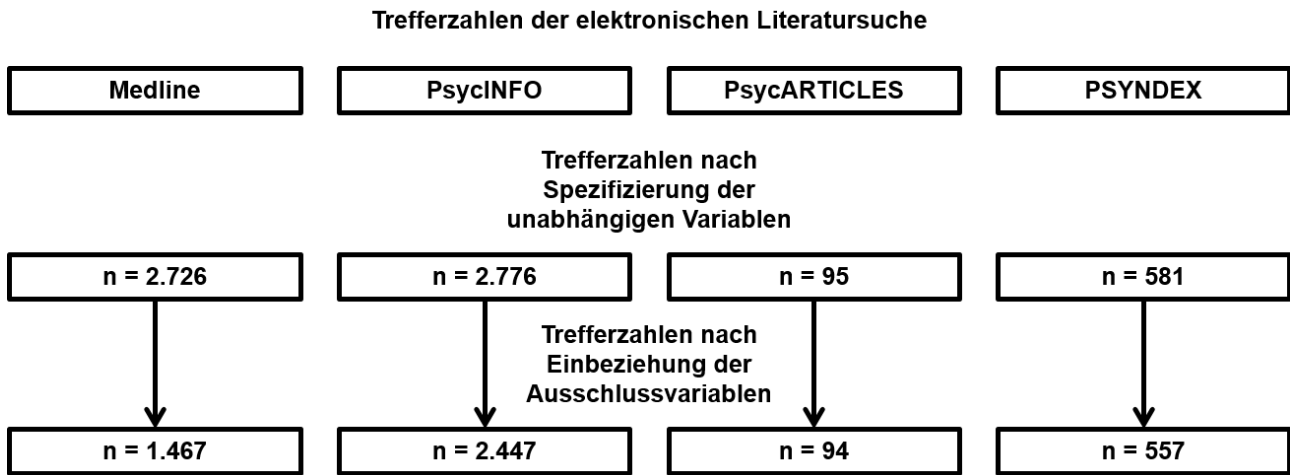 Trefferzahlen der elektronischen Literatursuche
Medline
PsycINFO
PsycARTICLES
PSYNDEX
Trefferzahlen nach
Spezifizierung der
unabhängigen Variablen
n = 2.726
n = 2.776
n = 95
n = 581
Trefferzahlen nach
Einbeziehung der
Ausschlussvariablen
n = 1.467
n = 2.447
n = 94
n = 557